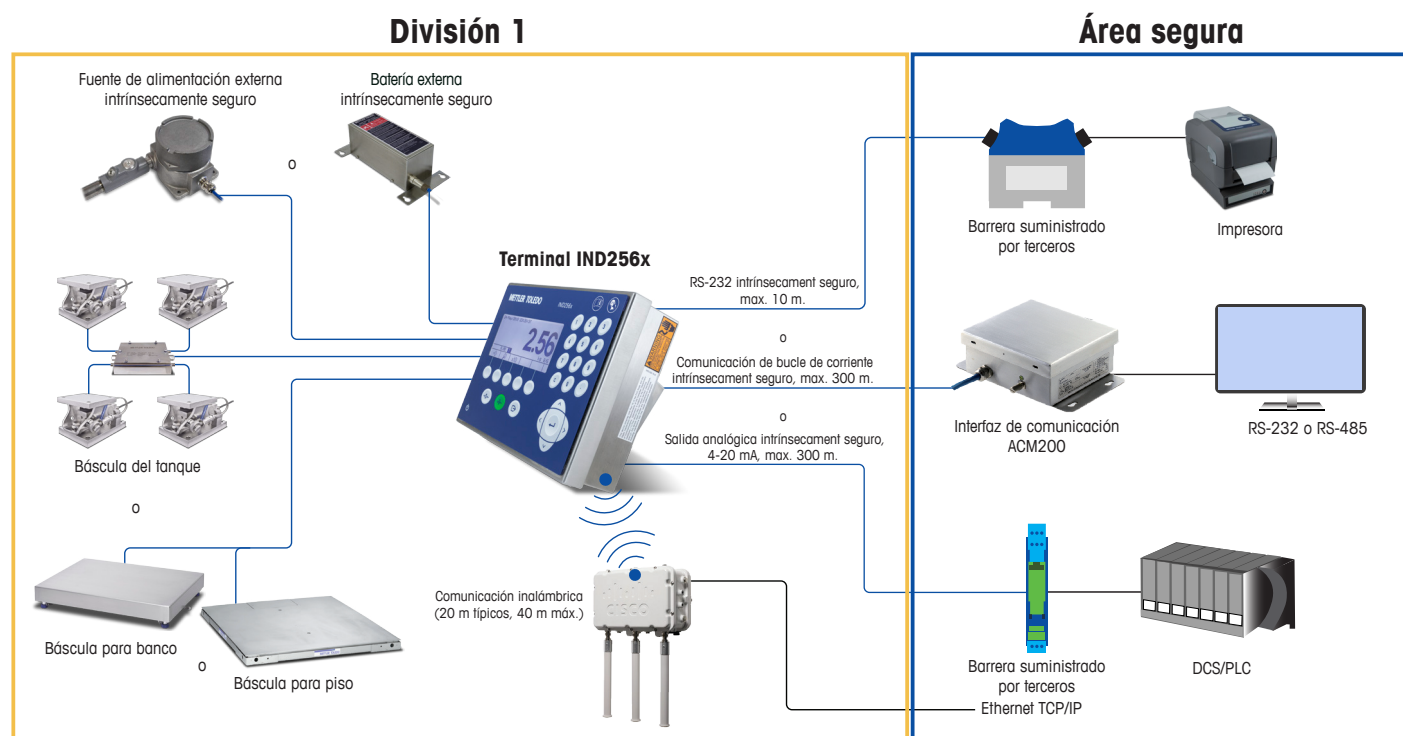 División 1
Área segura
Fuente de alimentación externa
intrínsecamente seguro
o
Batería externa
intrínsecamente seguro
Báscula del tanque
o
Báscula para banco
o
Báscula para piso
Terminal IND256x
METTLER TOLEDO
IND256x
2.56
RS-232 intrínsecament seguro,
max. 10 m.
o
Comunicación de bucle de corriente
intrínsecament seguro, max. 300 m.
o
Salida analógica intrínsecament seguro,
4-20 mA, max. 300 m.
Comunicación inalámbrica
(20 m típicos, 40 m máx.)
CISCO
Barrera suministrado
por terceros
Impresora
Interfaz de comunicación
ACM200
RS-232 o RS-485
Barrera suministrado
por terceros
DCS/PLC
Ethernet TCP/IP